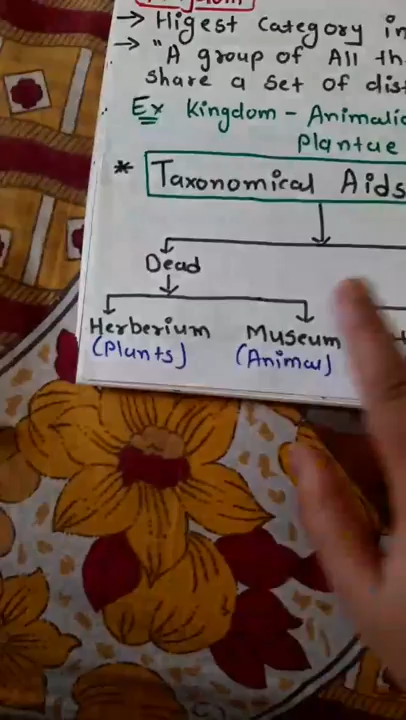 → Higest Category in
→ "A group of All th
share a set of dis
Ex Kingdom - Animalia
Plantae
* Taxonomical Aids
Dead
Herberium Museum
(Plants) (Animal)